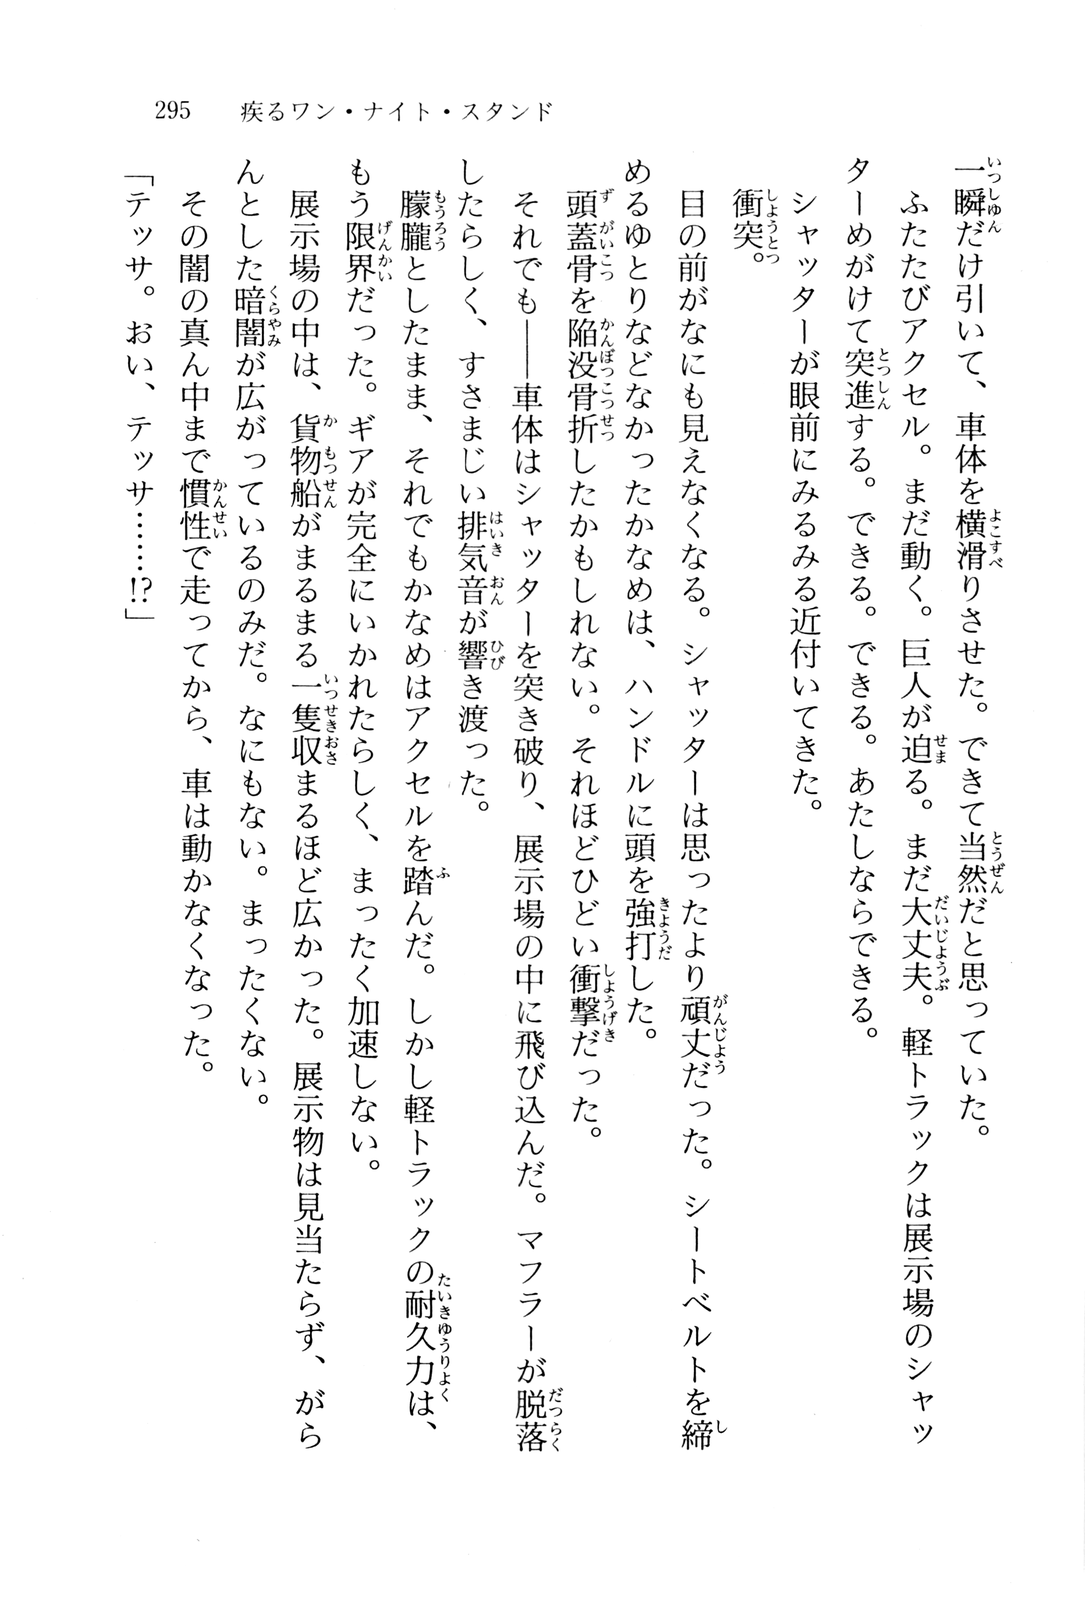 295　疾るワン・ナイト・スタンド
一瞬だけ引いて、車体を横滑りさせた。できて当然だと思っていた。
　ふたたびアクセル。まだ動く。巨人が迫る。まだ大丈夫。軽トラックは展示場のシャッ
ターめがけて突進する。できる。できる。あたしならできる。
　シャッターが眼前にみるみる近付いてきた。
　衝突。
　目の前がなにも見えなくなる。シャッターは思ったより頑丈だった。シートベルトを締
めるゆとりなどなかったかなめは、ハンドルに頭を強打した。
　頭蓋骨を陥没骨折したかもしれない。それほどひどい衝撃だった。
　それでも――車体はシャッターを突き破り、展示場の中に飛び込んだ。マフラーが脱落
したらしく、すさまじい排気音が響き渡った。
　朦朧としたまま、それでもかなめはアクセルを踏んだ。しかし軽トラックの耐久力は、
もう限界だった。ギアが完全にいかれたらしく、まったく加速しない。
　展示場の中は、貨物船がまるまる一隻収まるほど広かった。展示物は見当たらず、がら
んとした暗闇が広がっているのみだ。なにもない。まったくない。
　その闇の真ん中まで慣性で走ってから、車は動かなくなった。
「テッサ。おい、テッサ……!?」